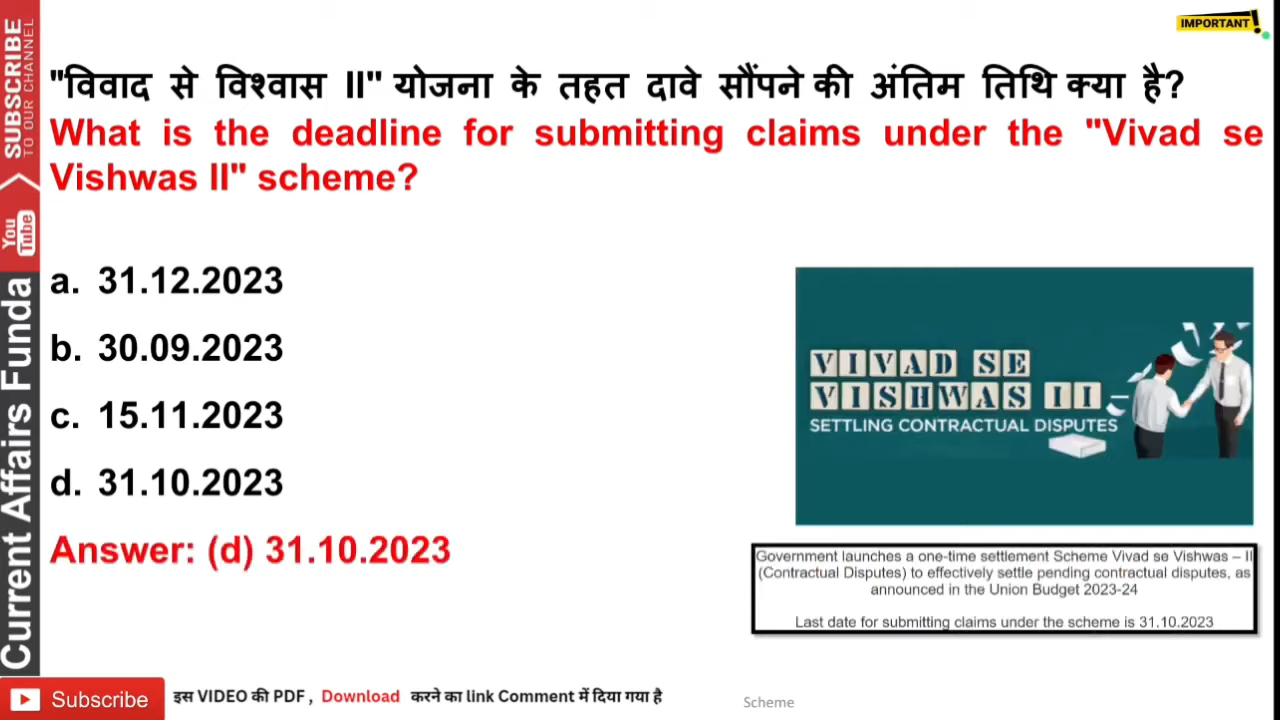 IMPORTANT!
"विवाद से विश्वास II" योजना के तहत दावे सौंपने की अंतिम तिथि क्या है?
What is the deadline for submitting claims under the "Vivad se
Vishwas II" scheme?
a. 31.12.2023
b. 30.09.2023
c. 15.11.2023
d. 31.10.2023
Answer: (d) 31.10.2023
VIVAD SE
VISHWAS II
SETTLING CONTRACTUAL DISPUTES
Government launches a one-time settlement Scheme Vivad se Vishwas – II
(Contractual Disputes) to effectively settle pending contractual disputes, as
announced in the Union Budget 2023-24
Last date for submitting claims under the scheme is 31.10.2023
SUBSCRIBE
TO OUR CHANNEL
You
Tube
Current Affairs Funda
Subscribe
इस VIDEO की PDF , Download करने का link Comment में दिया गया है
Scheme